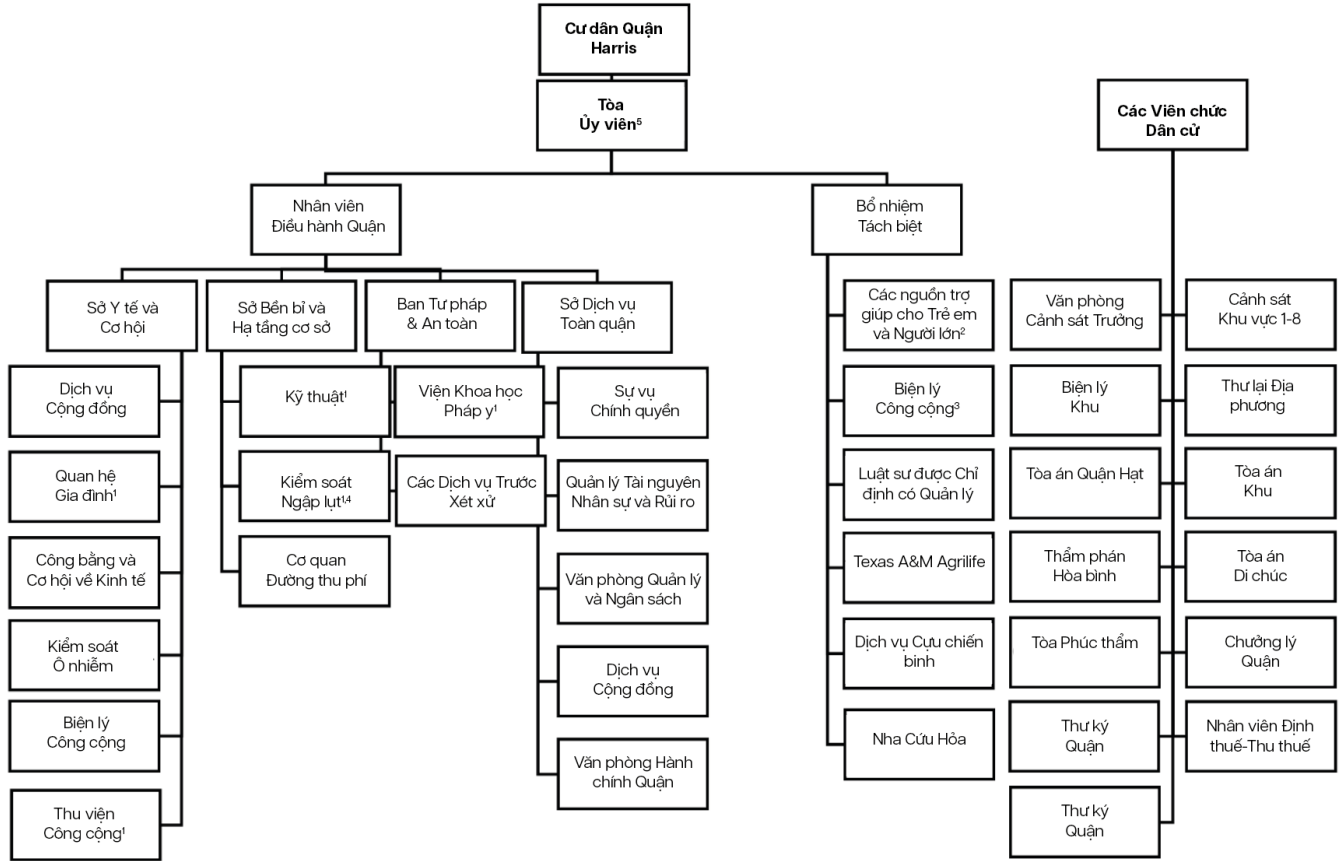 Cư dân Quận
Harris
Tòa
Ủy viên⁵
Các Viên chức
Dân cử
Nhân viên
Điều hành Quận
Bổ nhiệm
Tách biệt
Sở Y tế và
Cơ hội
Sở Bền bỉ và
Hạ tầng cơ sở
Ban Tư pháp
& An toàn
Sở Dịch vụ
Toàn quận
Dịch vụ
Cộng đồng
Quan hệ
Gia đình¹
Công bằng và
Cơ hội về Kinh tế
Kiểm soát
Ô nhiễm
Biện lý
Công cộng
Thu viện
Công cộng¹
Kỹ thuật¹
Kiểm soát
Ngập lụt¹,⁴
Cơ quan
Đường thu phí
Viện Khoa học
Pháp y¹
Các Dịch vụ Trước
Xét xử
Sự vụ
Chính quyền
Quản lý Tài nguyên
Nhân sự và Rủi ro
Văn phòng Quản lý
và Ngân sách
Dịch vụ
Cộng đồng
Văn phòng Hành
chính Quận
Các nguồn trợ
giúp cho Trẻ em
và Người lớn²
Biện lý
Công cộng³
Luật sư được Chỉ
định có Quản lý
Texas A&M Agrilife
Dịch vụ Cựu chiến
binh
Nha Cứu Hỏa
Văn phòng
Cảnh sát Trưởng
Biện lý
Khu
Tòa án Quận Hạt
Thẩm phán
Hòa bình
Tòa Phúc thẩm
Thư ký
Quận
Thư ký
Quận
Cảnh sát
Khu vực 1-8
Thư lại Địa
phương
Tòa án
Khu
Tòa án
Di chúc
Chưởng lý
Quận
Nhân viên Định
thuế-Thu thuế